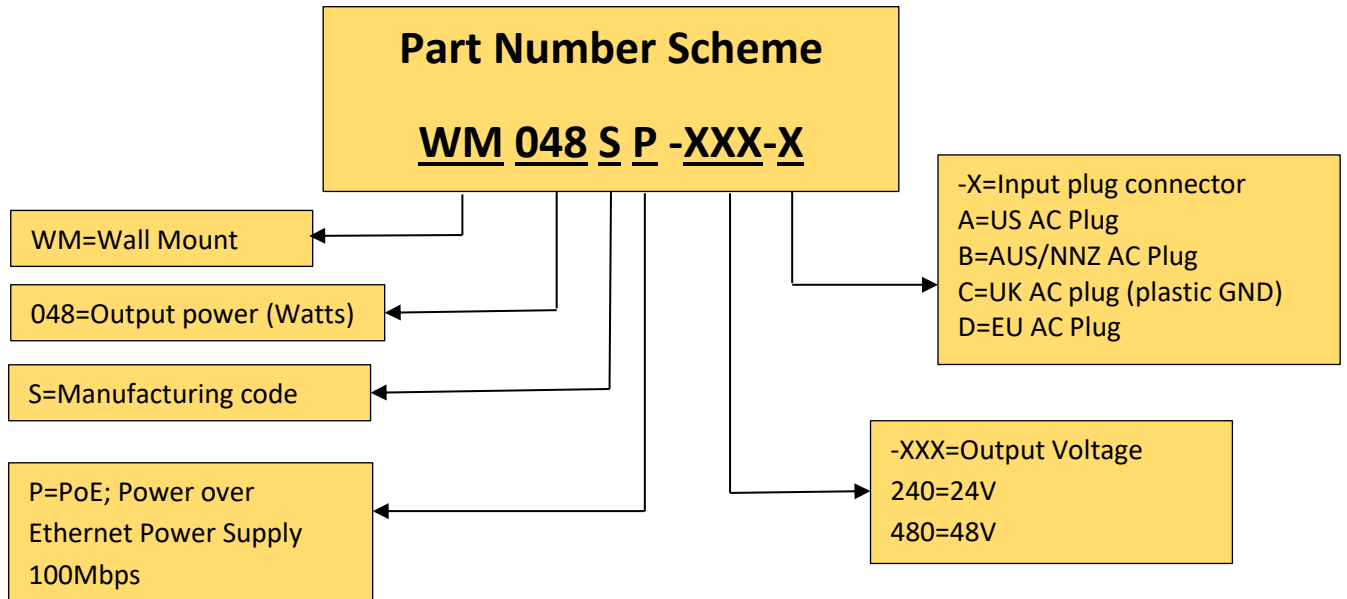 Part Number Scheme
WM 048 S P -XXX-X
WM=Wall Mount
048=Output power (Watts)
S=Manufacturing code
P=PoE; Power over
Ethernet Power Supply
100Mbps
-X=Input plug connector
A=US AC Plug
B=AUS/NNZ AC Plug
C=UK AC plug (plastic GND)
D=EU AC Plug
-XXX=Output Voltage
240=24V
480=48V